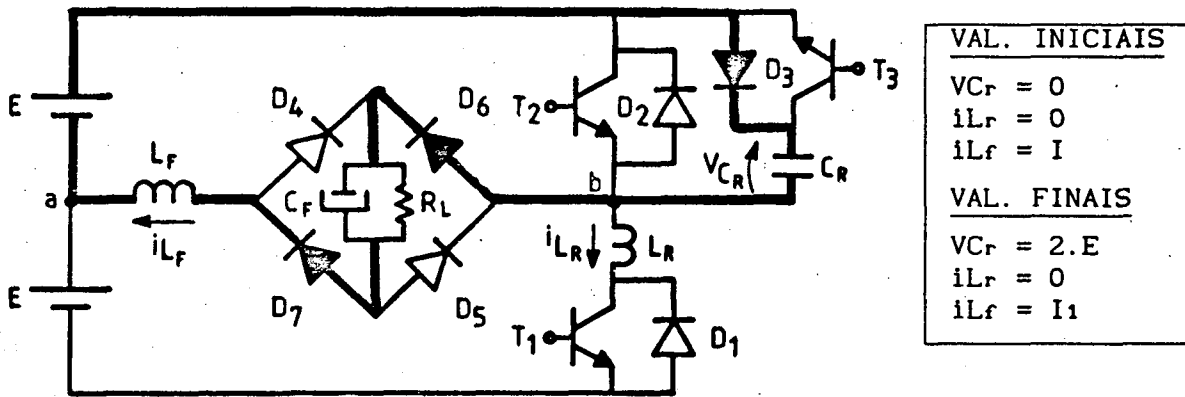 E
D4
D6
T2
D2
D3
T3
LF
a
iLF
CF
RL
VCR
CR
b
iLR
LR
E
D7
D5
T1
D1
VAL. INICIAIS
VCr = 0
iLr = 0
iLf = I
VAL. FINAIS
VCr = 2.E
iLr = 0
iLf = I1